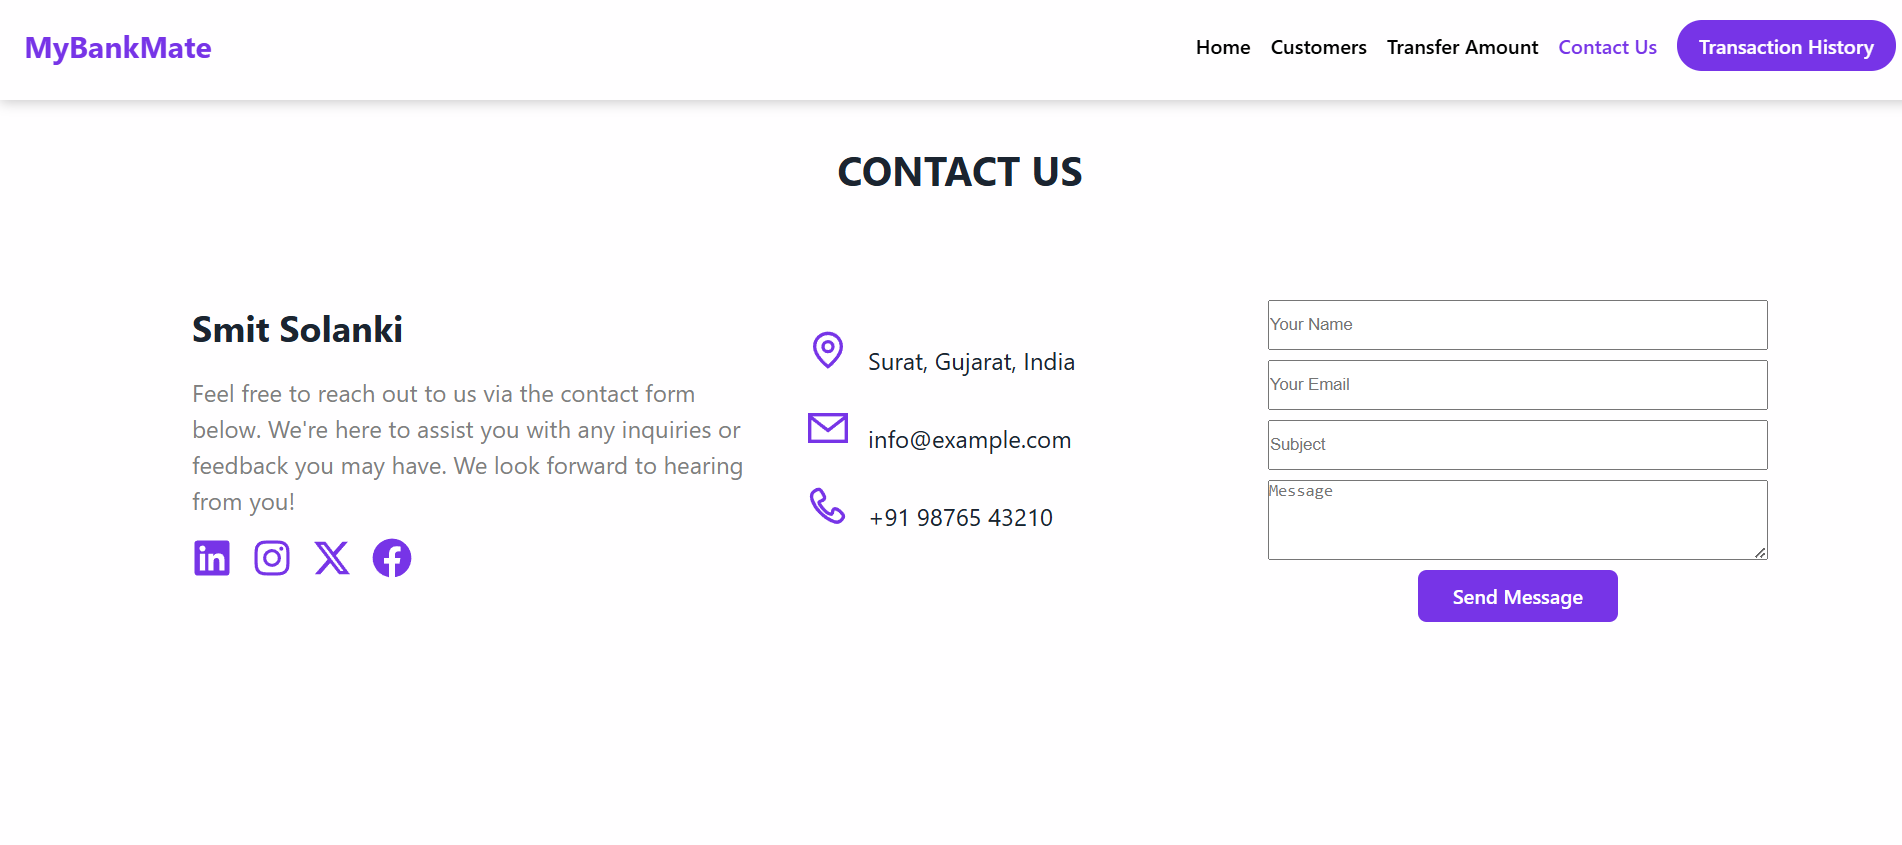 MyBankMate
Home
Customers
Transfer Amount
Contact Us
Transaction History
CONTACT US
Smit Solanki
Feel free to reach out to us via the contact form
below. We're here to assist you with any inquiries or
feedback you may have. We look forward to hearing
from you!
Surat, Gujarat, India
info@example.com
+91 98765 43210
Your Name
Your Email
Subject
Message
Send Message